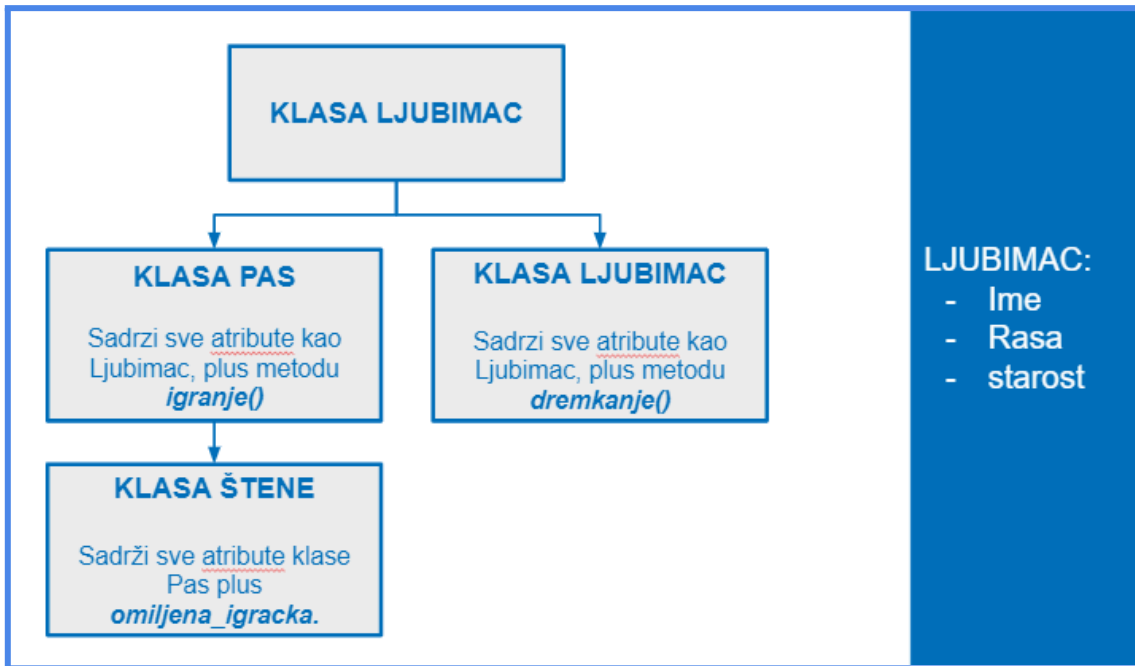 KLASA LJUBIMAC
KLASA PAS
Sadrzi sve atribute kao
Ljubimac, plus metodu
igranje()
KLASA LJUBIMAC
Sadrzi sve atribute kao
Ljubimac, plus metodu
dremkanje()
KLASA ŠTENE
Sadrži sve atribute klase
Pas plus
omiljena_igracka.
LJUBIMAC:
- Ime
- Rasa
- starost